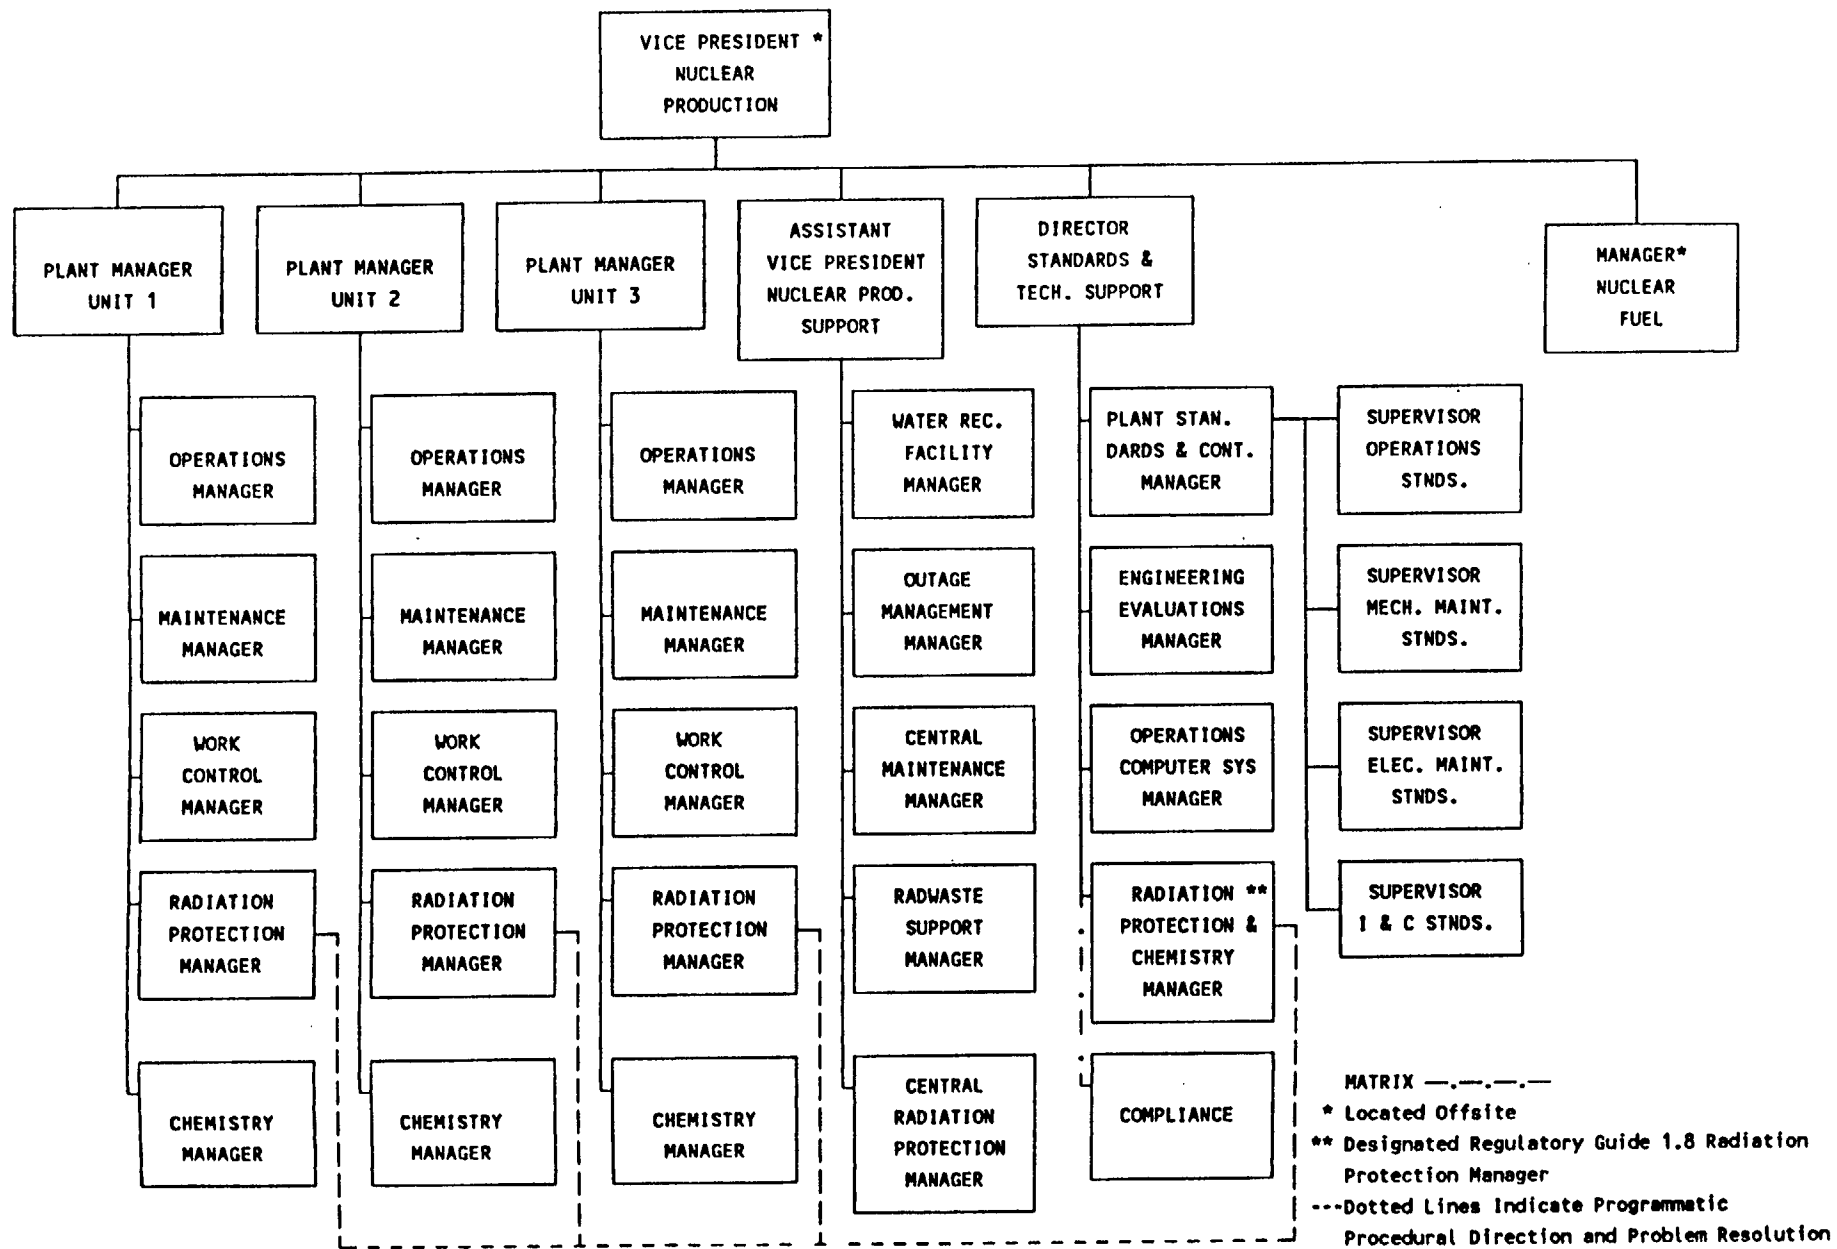 VICE PRESIDENT *
NUCLEAR
PRODUCTION
PLANT MANAGER
UNIT 1
PLANT MANAGER
UNIT 2
PLANT MANAGER
UNIT 3
ASSISTANT
VICE PRESIDENT
NUCLEAR PROD.
SUPPORT
DIRECTOR
STANDARDS &
TECH. SUPPORT
MANAGER*
NUCLEAR
FUEL
OPERATIONS
MANAGER
OPERATIONS
MANAGER
OPERATIONS
MANAGER
WATER REC.
FACILITY
MANAGER
PLANT STAN.
DARDS & CONT.
MANAGER
SUPERVISOR
OPERATIONS
STNDS.
MAINTENANCE
MANAGER
MAINTENANCE
MANAGER
MAINTENANCE
MANAGER
OUTAGE
MANAGEMENT
MANAGER
ENGINEERING
EVALUATIONS
MANAGER
SUPERVISOR
MECH. MAINT.
STNDS.
WORK
CONTROL
MANAGER
WORK
CONTROL
MANAGER
WORK
CONTROL
MANAGER
CENTRAL
MAINTENANCE
MANAGER
OPERATIONS
COMPUTER SYS
MANAGER
SUPERVISOR
ELEC. MAINT.
STNDS.
RADIATION
PROTECTION
MANAGER
RADIATION
PROTECTION
MANAGER
RADIATION
PROTECTION
MANAGER
RADWASTE
SUPPORT
MANAGER
RADIATION **
PROTECTION &
CHEMISTRY
MANAGER
SUPERVISOR
I & C STNDS.
CHEMISTRY
MANAGER
CHEMISTRY
MANAGER
CHEMISTRY
MANAGER
CENTRAL
RADIATION
PROTECTION
MANAGER
COMPLIANCE
MATRIX —.—.—.—
* Located Offsite
** Designated Regulatory Guide 1.8 Radiation
Protection Manager
---Dotted Lines Indicate Programmatic
Procedural Direction and Problem Resolution